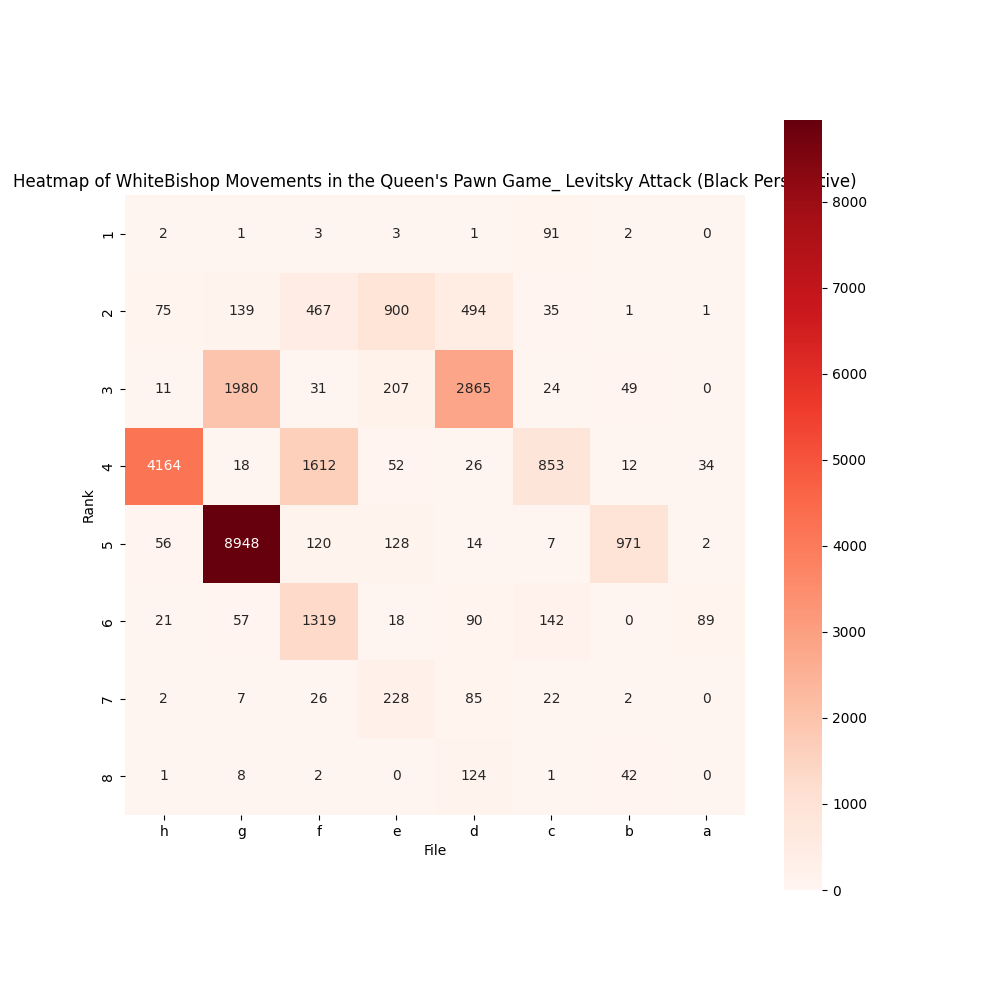 Heatmap of WhiteBishop Movements in the Queen's Pawn Game_ Levitsky Attack (Black Perspective)
1 2 1 3 3 1 91 2 0
2 75 139 467 900 494 35 1 1
3 11 1980 31 207 2865 24 49 0
4 4164 18 1612 52 26 853 12 34
Rank
5 56 8948 120 128 14 7 971 2
6 21 57 1319 18 90 142 0 89
7 2 7 26 228 85 22 2 0
8 1 8 2 0 124 1 42 0
h g f e d c b a
File
8000
7000
6000
5000
4000
3000
2000
1000
0